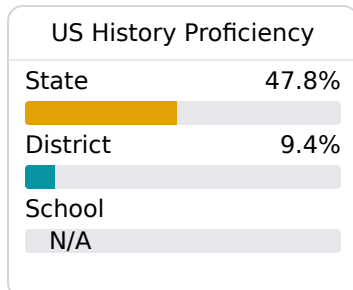 US History Proficiency
State 47.8%
District 9.4%
School
N/A